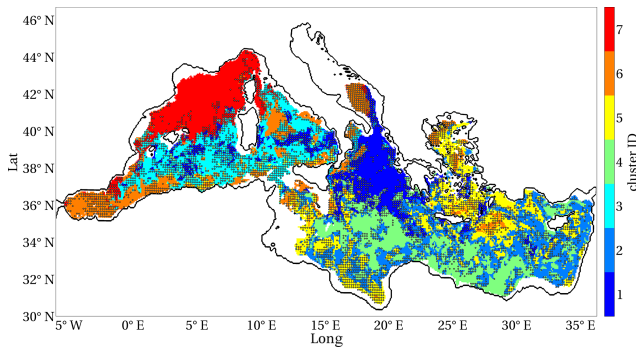 46° N
44° N
42° N
40° N
38° N
36° N
34° N
32° N
30° N
Lat
5° W
0° E
5° E
10° E
15° E
20° E
25° E
30° E
35° E
Long
7
6
5
4
3
2
1
cluster ID